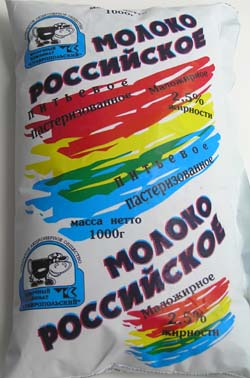 1000г
МОЛОКО
РОССИЙСКОЕ
питьевое
Пастеризованное
Маложирное
2,5%
жирности
питьевое
Пастеризованное
масса нетто
1000г
МОЛОКО
РОССИЙСКОЕ
Маложирное
2,5%
жирности